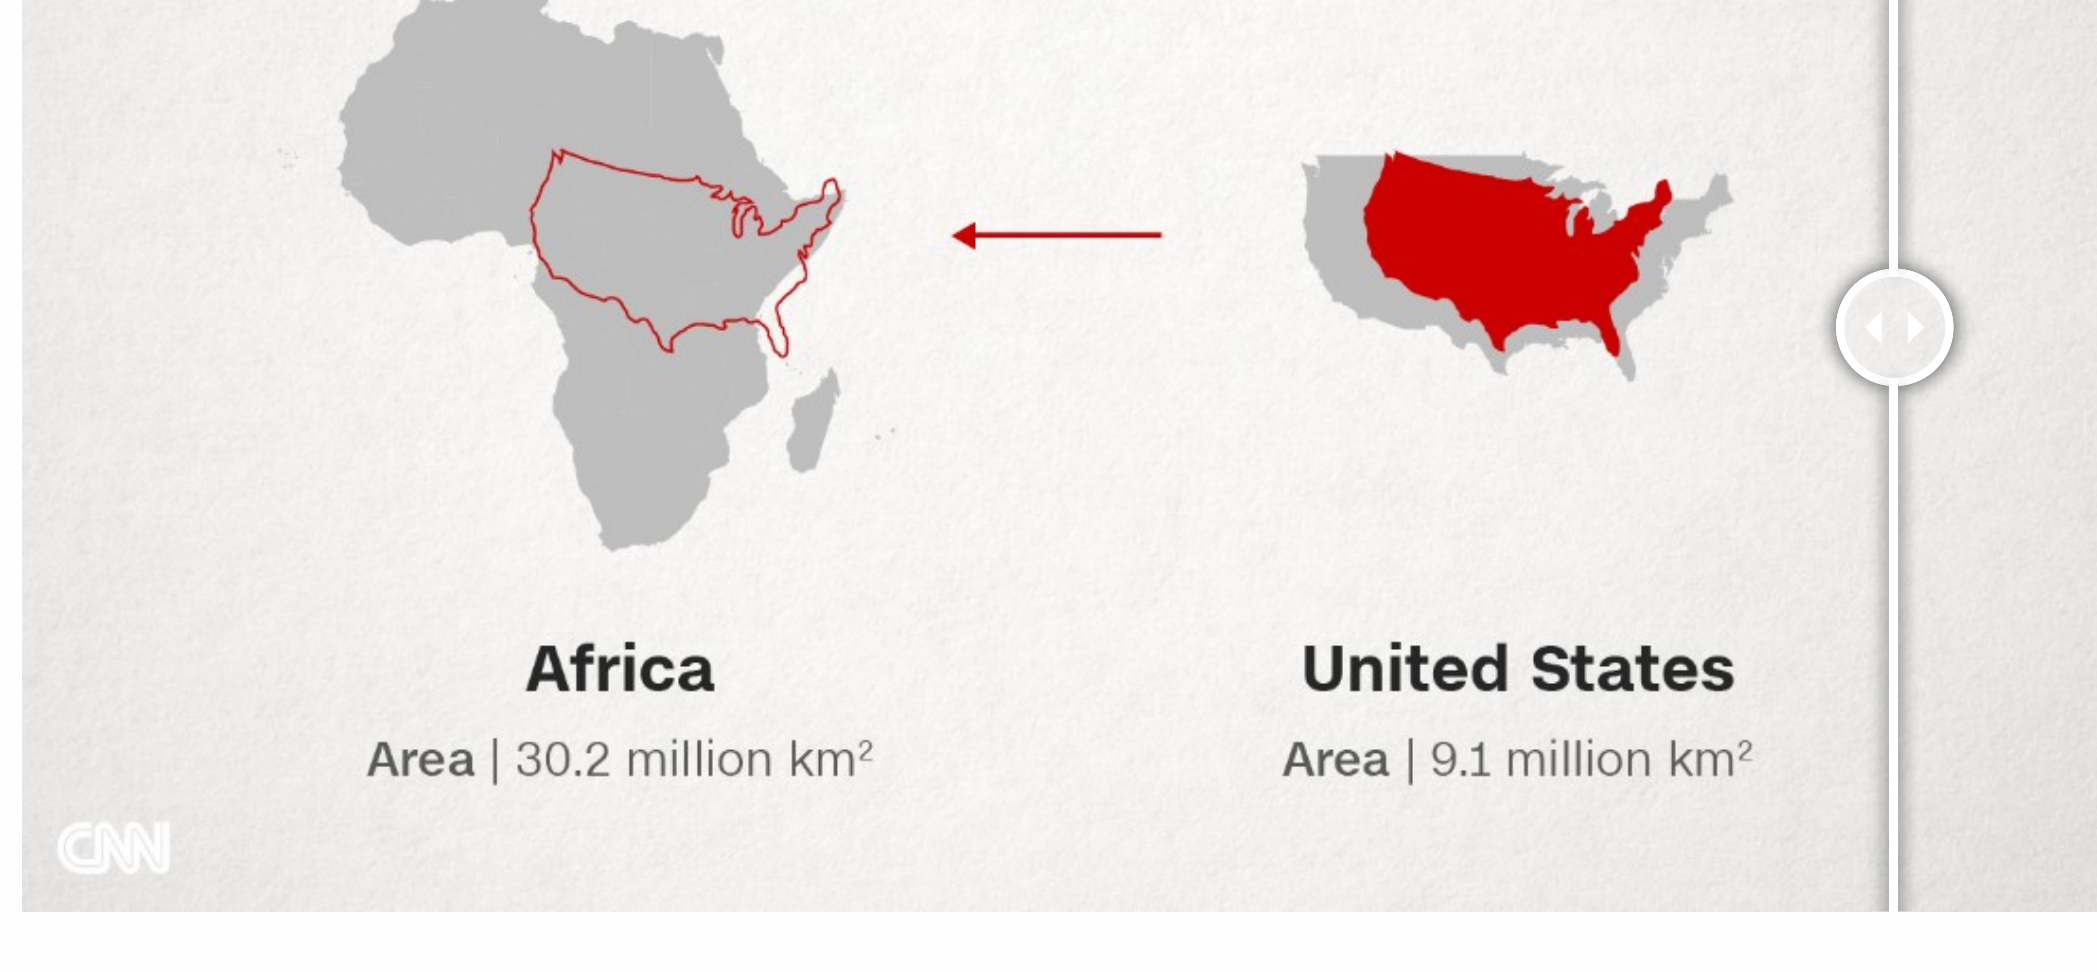 Africa
Area | 30.2 million km²
United States
Area | 9.1 million km²
CNN